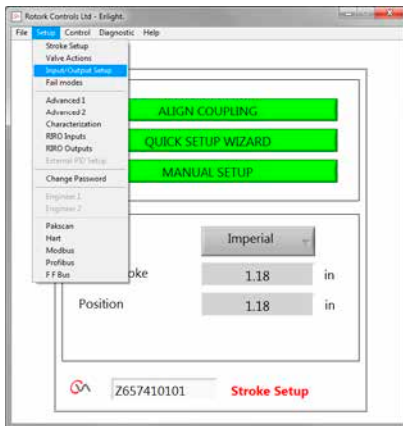 Rotork Controls Ltd - Enlight.
File Setup Control Diagnostic Help
Stroke Setup
Valve Actions
Input/Output Setup
Fail modes
Advanced 1
Advanced 2
Characterization
RIRO Inputs
RIRO Outputs
External PID Setup
Change Password
Engineer 1
Engineer 2
Pakscan
Hart
Modbus
Profibus
F F Bus
ALIGN COUPLING
QUICK SETUP WIZARD
MANUAL SETUP
Imperial
oke 1.18 in
Position 1.18 in
Z657410101 Stroke Setup